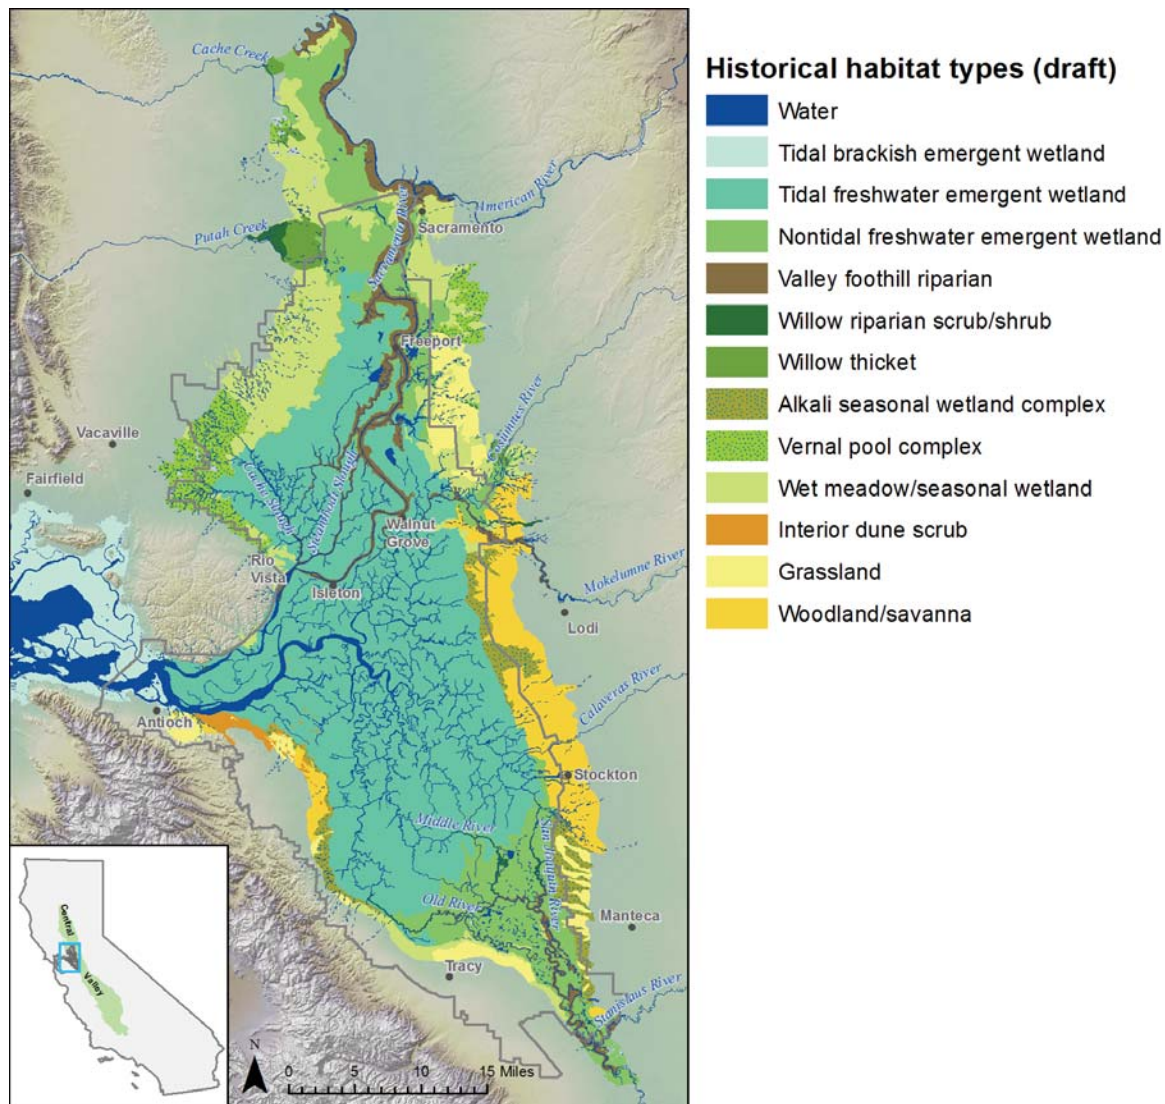 Cache Creek
American River
Sacramento
Putah Creek
Sacramento River
Freeport
Cosumnes River
Vacaville
Fairfield
Cache Slough
Steamboat Slough
Walnut
Grove
Rio
Vista
Isleton
Mokelumne River
Lodi
Calaveras River
Antioch
Stockton
Middle River
San Joaquin River
Old River
Manteca
Tracy
Stanislaus River
Central
Valley
N
0 5 10 15 Miles
Historical habitat types (draft)
Water
Tidal brackish emergent wetland
Tidal freshwater emergent wetland
Nontidal freshwater emergent wetland
Valley foothill riparian
Willow riparian scrub/shrub
Willow thicket
Alkali seasonal wetland complex
Vernal pool complex
Wet meadow/seasonal wetland
Interior dune scrub
Grassland
Woodland/savanna